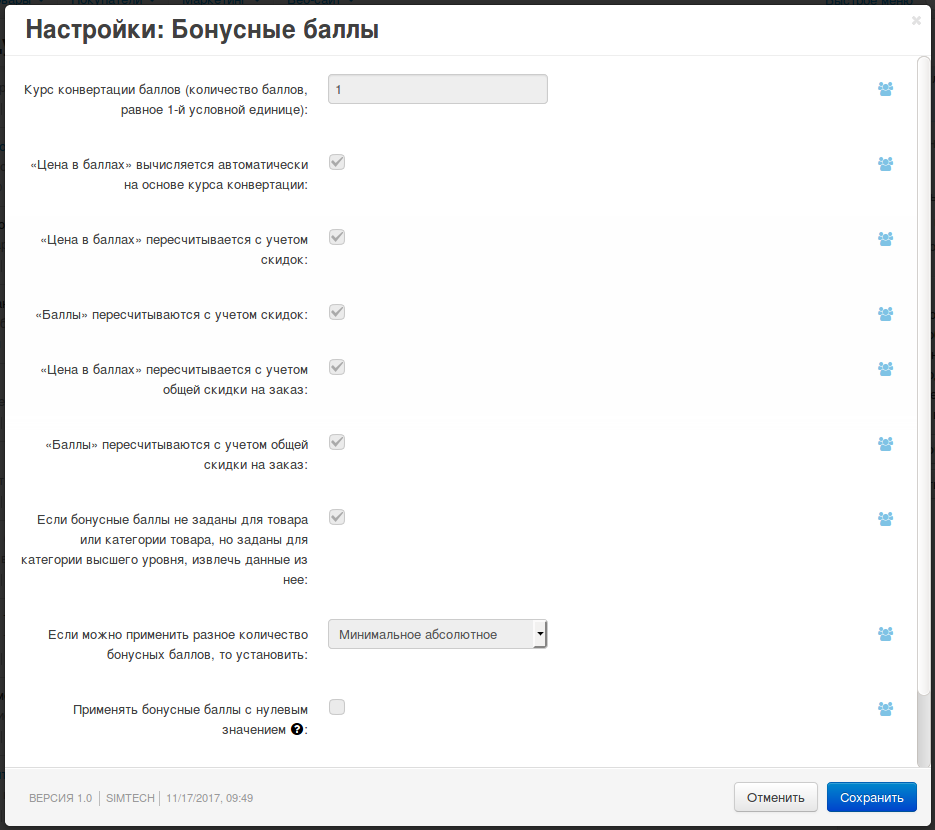 Настройки: Бонусные баллы
×
Курс конвертации баллов (количество баллов,
равное 1-й условной единице):
1
«Цена в баллах» вычисляется автоматически
на основе курса конвертации:
«Цена в баллах» пересчитывается с учетом
скидок:
«Баллы» пересчитываются с учетом скидок:
«Цена в баллах» пересчитывается с учетом
общей скидки на заказ:
«Баллы» пересчитываются с учетом общей
скидки на заказ:
Если бонусные баллы не заданы для товара
или категории товара, но заданы для
категории высшего уровня, извлечь данные из
нее:
Если можно применить разное количество
бонусных баллов, то установить:
Минимальное абсолютное
Применять бонусные баллы с нулевым
значением ?:
ВЕРСИЯ 1.0 | SIMTECH | 11/17/2017, 09:49
Отменить
Сохранить